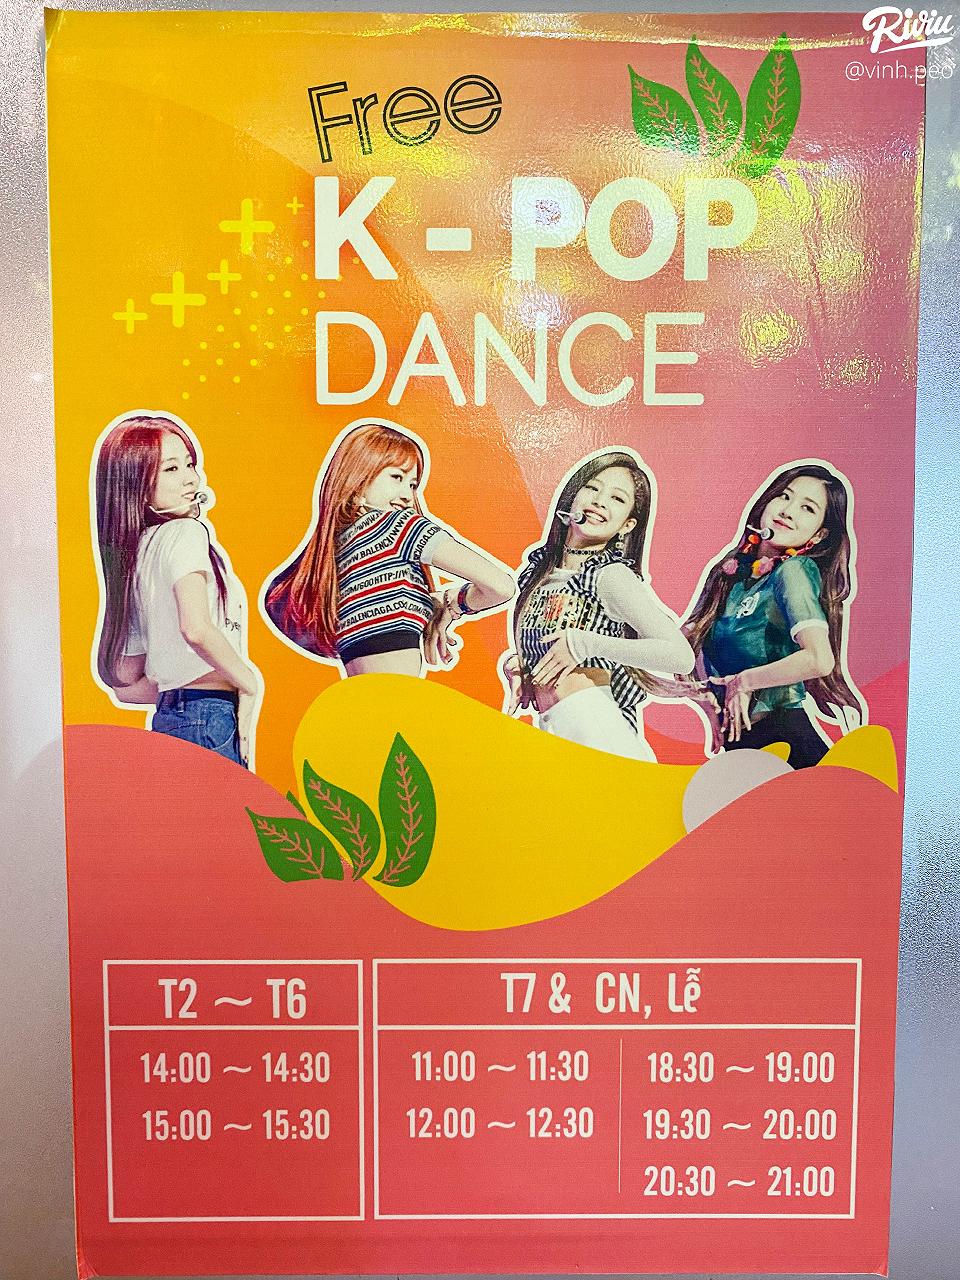 Riviu
@vinh.peo
Free
K - POP
DANCE
T2 ~ T6
14:00 ~ 14:30
15:00 ~ 15:30
T7 & CN, Lễ
11:00 ~ 11:30
12:00 ~ 12:30
18:30 ~ 19:00
19:30 ~ 20:00
20:30 ~ 21:00